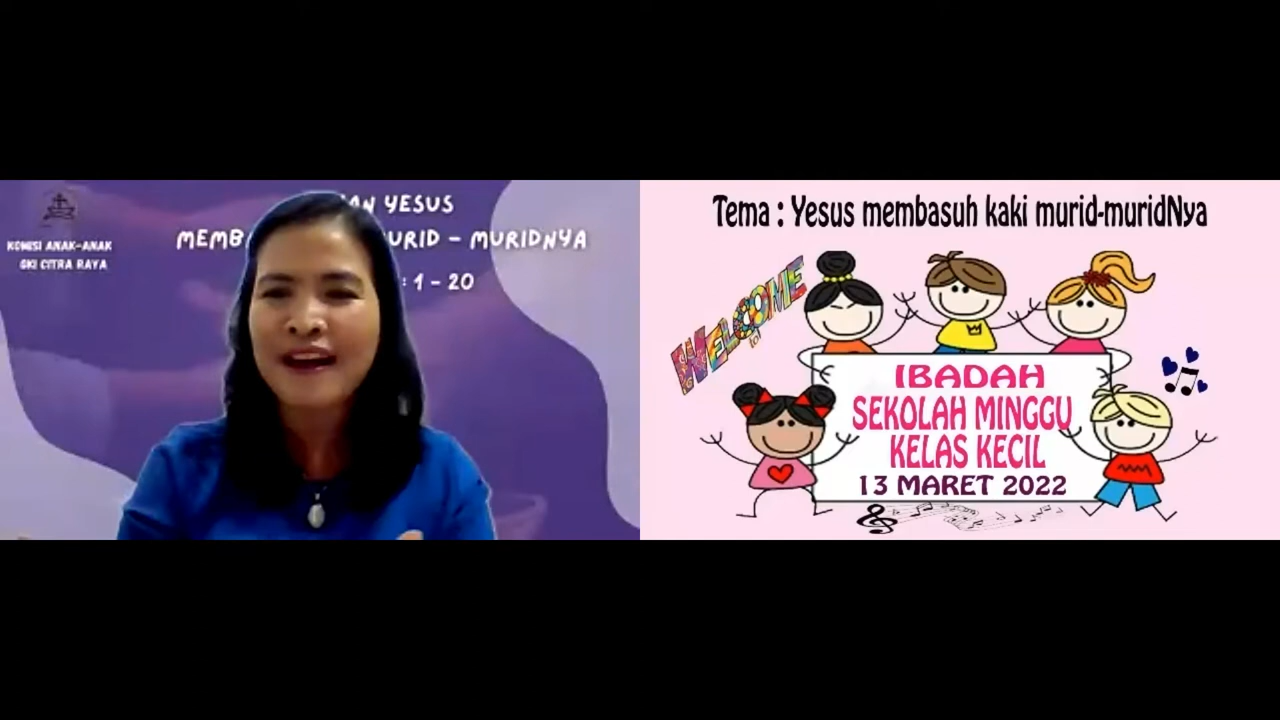 KOMISI ANAK-ANAK
GKI CITRA RAYA
YESUS
MURIDNYA
: 1 - 20
Tema : Yesus membasuh kaki murid-muridNya
WELCOME
to
IBADAH
SEKOLAH MINGGU
KELAS KECIL
13 MARET 2022